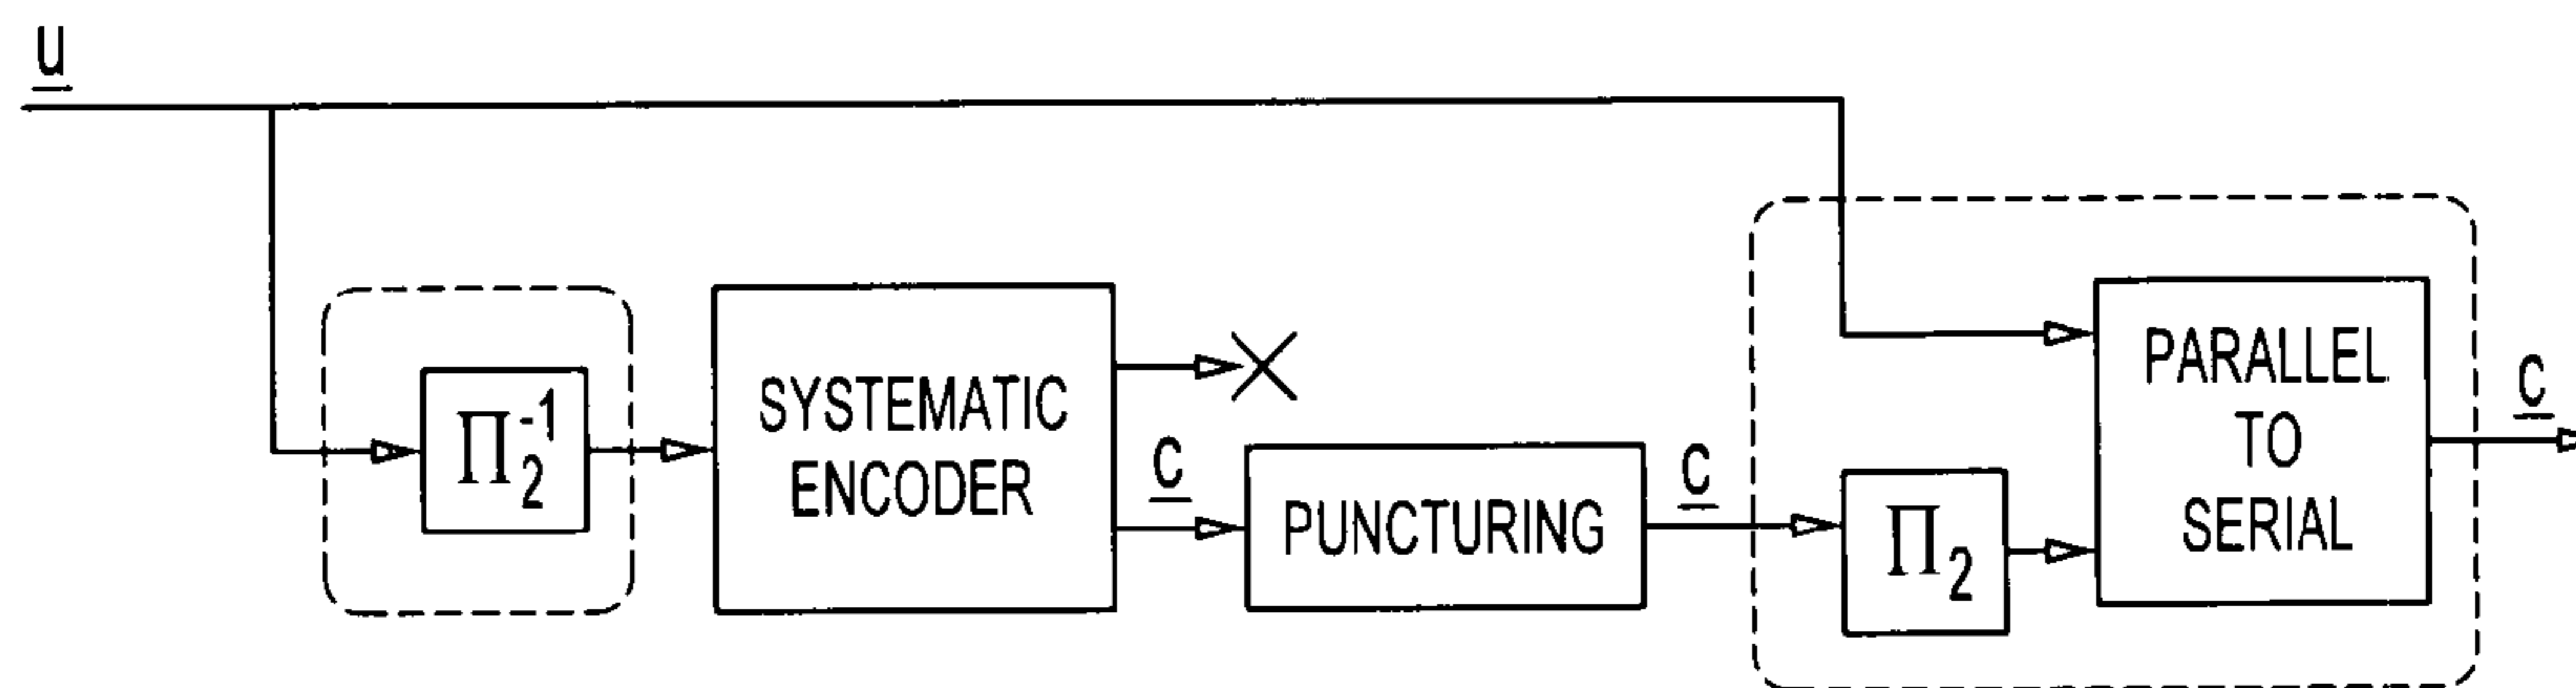 u
Π₂⁻¹
SYSTEMATIC
ENCODER
c
PUNCTURING
c
Π₂
PARALLEL
TO
SERIAL
c